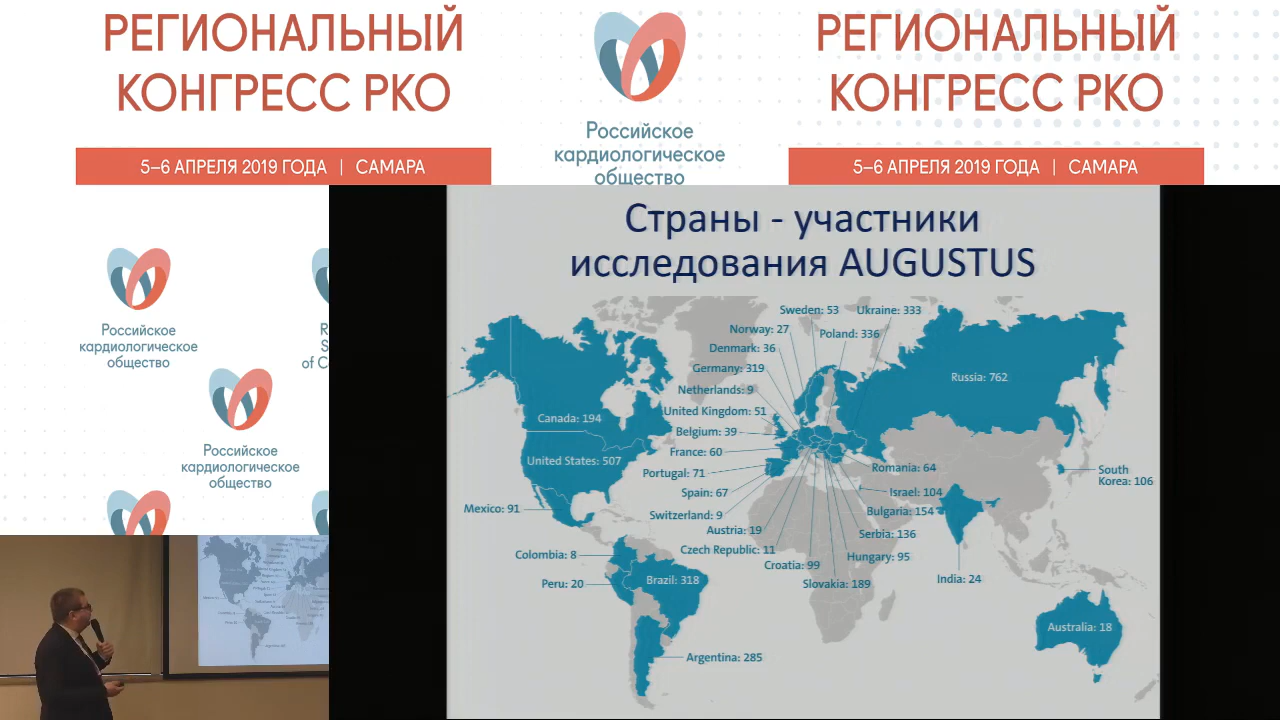 РЕГИОНАЛЬНЫЙ
КОНГРЕСС РКО
5–6 АПРЕЛЯ 2019 ГОДА | САМАРА
Российское
кардиологическое
общество
РЕГИОНАЛЬНЫЙ
КОНГРЕСС РКО
5–6 АПРЕЛЯ 2019 ГОДА | САМАРА
Российское
кардиологическое
общество
R
S
of C
Российское
кардиологическое
общество
Страны - участники
исследования AUGUSTUS
Sweden: 53
Ukraine: 333
Norway: 27
Poland: 336
Denmark: 36
Germany: 319
Russia: 762
Netherlands: 9
United Kingdom: 51
Canada: 194
Belgium: 39
France: 60
United States: 507
Romania: 64
South
Korea: 106
Portugal: 71
Spain: 67
Israel: 104
Mexico: 91
Switzerland: 9
Bulgaria: 154
Austria: 19
Serbia: 136
Czech Republic: 11
Colombia: 8
Hungary: 95
Croatia: 99
India: 24
Peru: 20
Brazil: 318
Slovakia: 189
Australia: 18
Argentina: 285